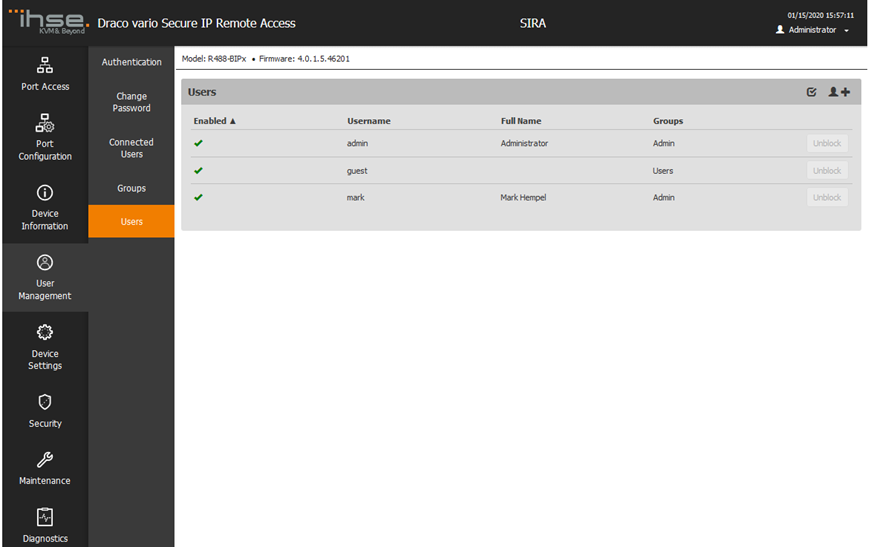 ihse.
KVM & Beyond
Draco vario Secure IP Remote Access
SIRA
01/15/2020 15:57:11
Administrator
Port Access
Port
Configuration
Device
Information
User
Management
Device
Settings
Security
Maintenance
Diagnostics
Authentication
Change
Password
Connected
Users
Groups
Users
Model: R488-BIPx • Firmware: 4.0.1.5.46201
Users
Enabled ▲ Username Full Name Groups
admin Administrator Admin Unblock
guest Users Unblock
mark Mark Hempel Admin Unblock